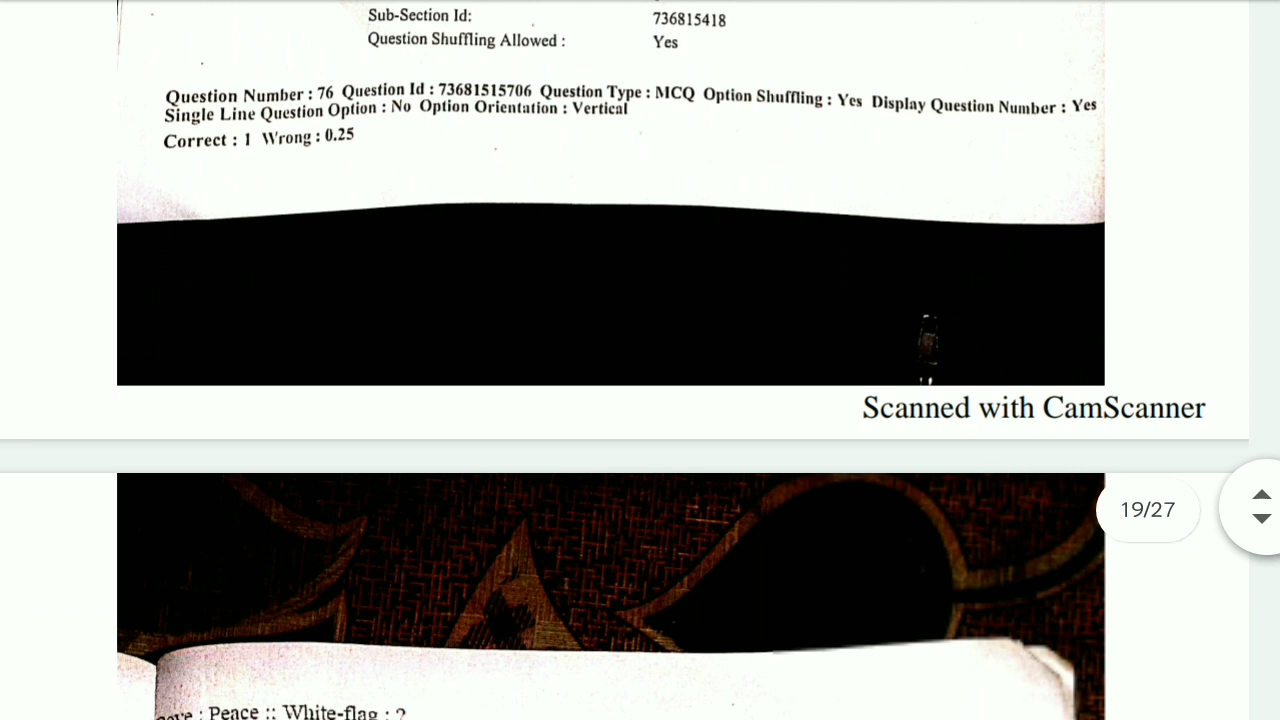 Sub-Section Id: 736815418
Question Shuffling Allowed : Yes
Question Number : 76 Question Id : 73681515706 Question Type : MCQ Option Shuffling : Yes Display Question Number : Yes
Single Line Question Option : No Option Orientation : Vertical
Correct : 1 Wrong : 0.25
Scanned with CamScanner
19/27
: Peace :: White-flag : ?